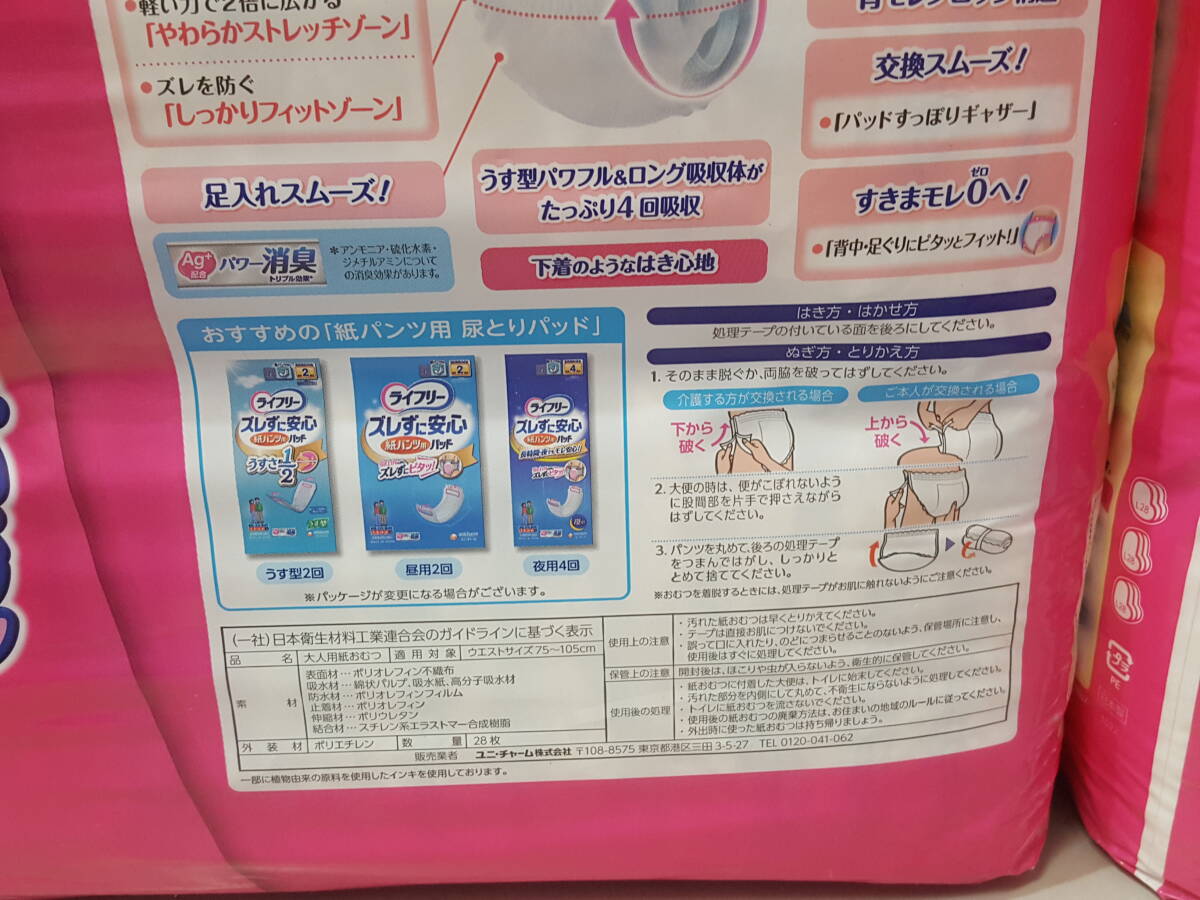 ●軽い力で2倍に広がる
「やわらかストレッチゾーン」
●ズレを防ぐ
「しっかりフィットゾーン」
足入れスムーズ!
うす型パワフル&ロング吸収体が
たっぷり4回吸収
下着のようなはき心地
交換スムーズ!
●「パッドすっぽりギャザー」
ゼロ
すきまモレ0へ!
●「背中・足ぐりにピタッとフィット!」
Ag+
配合
パワー消臭
トリプル効果*
*アンモニア・硫化水素・
ジメチルアミンについて
の消臭効果があります。
おすすめの「紙パンツ用 尿とりパッド」
ライフリー
ズレずに安心
紙パンツ用パッド
うすさ1/2
ライフリー
ズレずに安心
紙パンツ用パッド
ズレずにピタッ!
ライフリー
ズレずに安心
紙パンツ用パッド
ズレずにピタッ!
うす型2回
昼用2回
夜用4回
※パッケージが変更になる場合がございます。
はき方・はかせ方
処理テープの付いている面を後ろにしてください。
ぬぎ方・とりかえ方
1. そのまま脱ぐか、両脇を破ってはずしてください。
介護する方が交換される場合
ご本人が交換される場合
下から
破く
上から
破く
2. 大便の時は、便がこぼれないよう
に股間部を片手で押さえながら
はずしてください。
3. パンツを丸めて、後ろの処理テープ
をつまんではがし、しっかりと
とめて捨ててください。
※おむつを着脱するときには、処理テープがお肌に触れないようにご注意ください。
(一社)日本衛生材料工業連合会のガイドラインに基づく表示
品名 大人用紙おむつ 適用対象 ウエストサイズ75～105cm
素材
表面材…ポリオレフィン不織布
吸水材…綿状パルプ、吸水紙、高分子吸水材
防水材…ポリオレフィンフィルム
止着材…ポリオレフィン
伸縮材…ポリウレタン
結合材…スチレン系エラストマー合成樹脂
外装材 ポリエチレン 数量 28枚
使用上の注意
・汚れた紙おむつは早くとりかえてください。
・テープは直接お肌につけないでください。
・誤って口に入れたり、のどにつまらせることのないよう、保管場所に注意し、
使用後はすぐに処理してください。
保管上の注意 開封後は、ほこりや虫が入らないよう、衛生的に保管してください。
使用後の処理
・紙おむつに付着した大便は、トイレに始末してください。
・汚れた部分を内側にして丸めて、不衛生にならないように処理してください。
・トイレに紙おむつを流さないでください。
・使用後の紙おむつの廃棄方法は、お住まいの地域のルールに従ってください。
・外出時に使った紙おむつは持ち帰りましょう。
販売業者 ユニ・チャーム株式会社 〒108-8575 東京都港区三田3-5-27 TEL 0120-041-062
一部に植物由来の原料を使用したインキを使用しております。
L28
L28
L28
プラ
PE